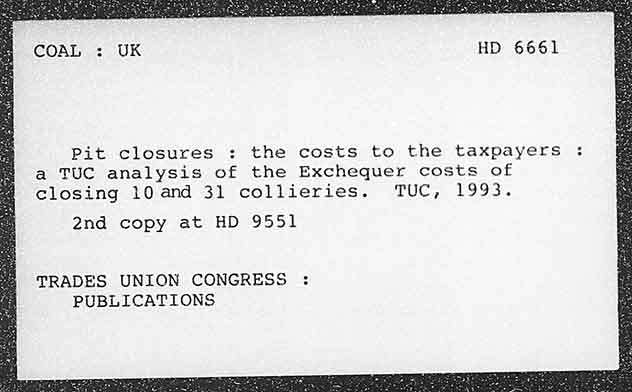 COAL : UK HD 6661
Pit closures : the costs to the taxpayers :
a TUC analysis of the Exchequer costs of
closing 10 and 31 collieries. TUC, 1993.
2nd copy at HD 9551
TRADES UNION CONGRESS :
PUBLICATIONS